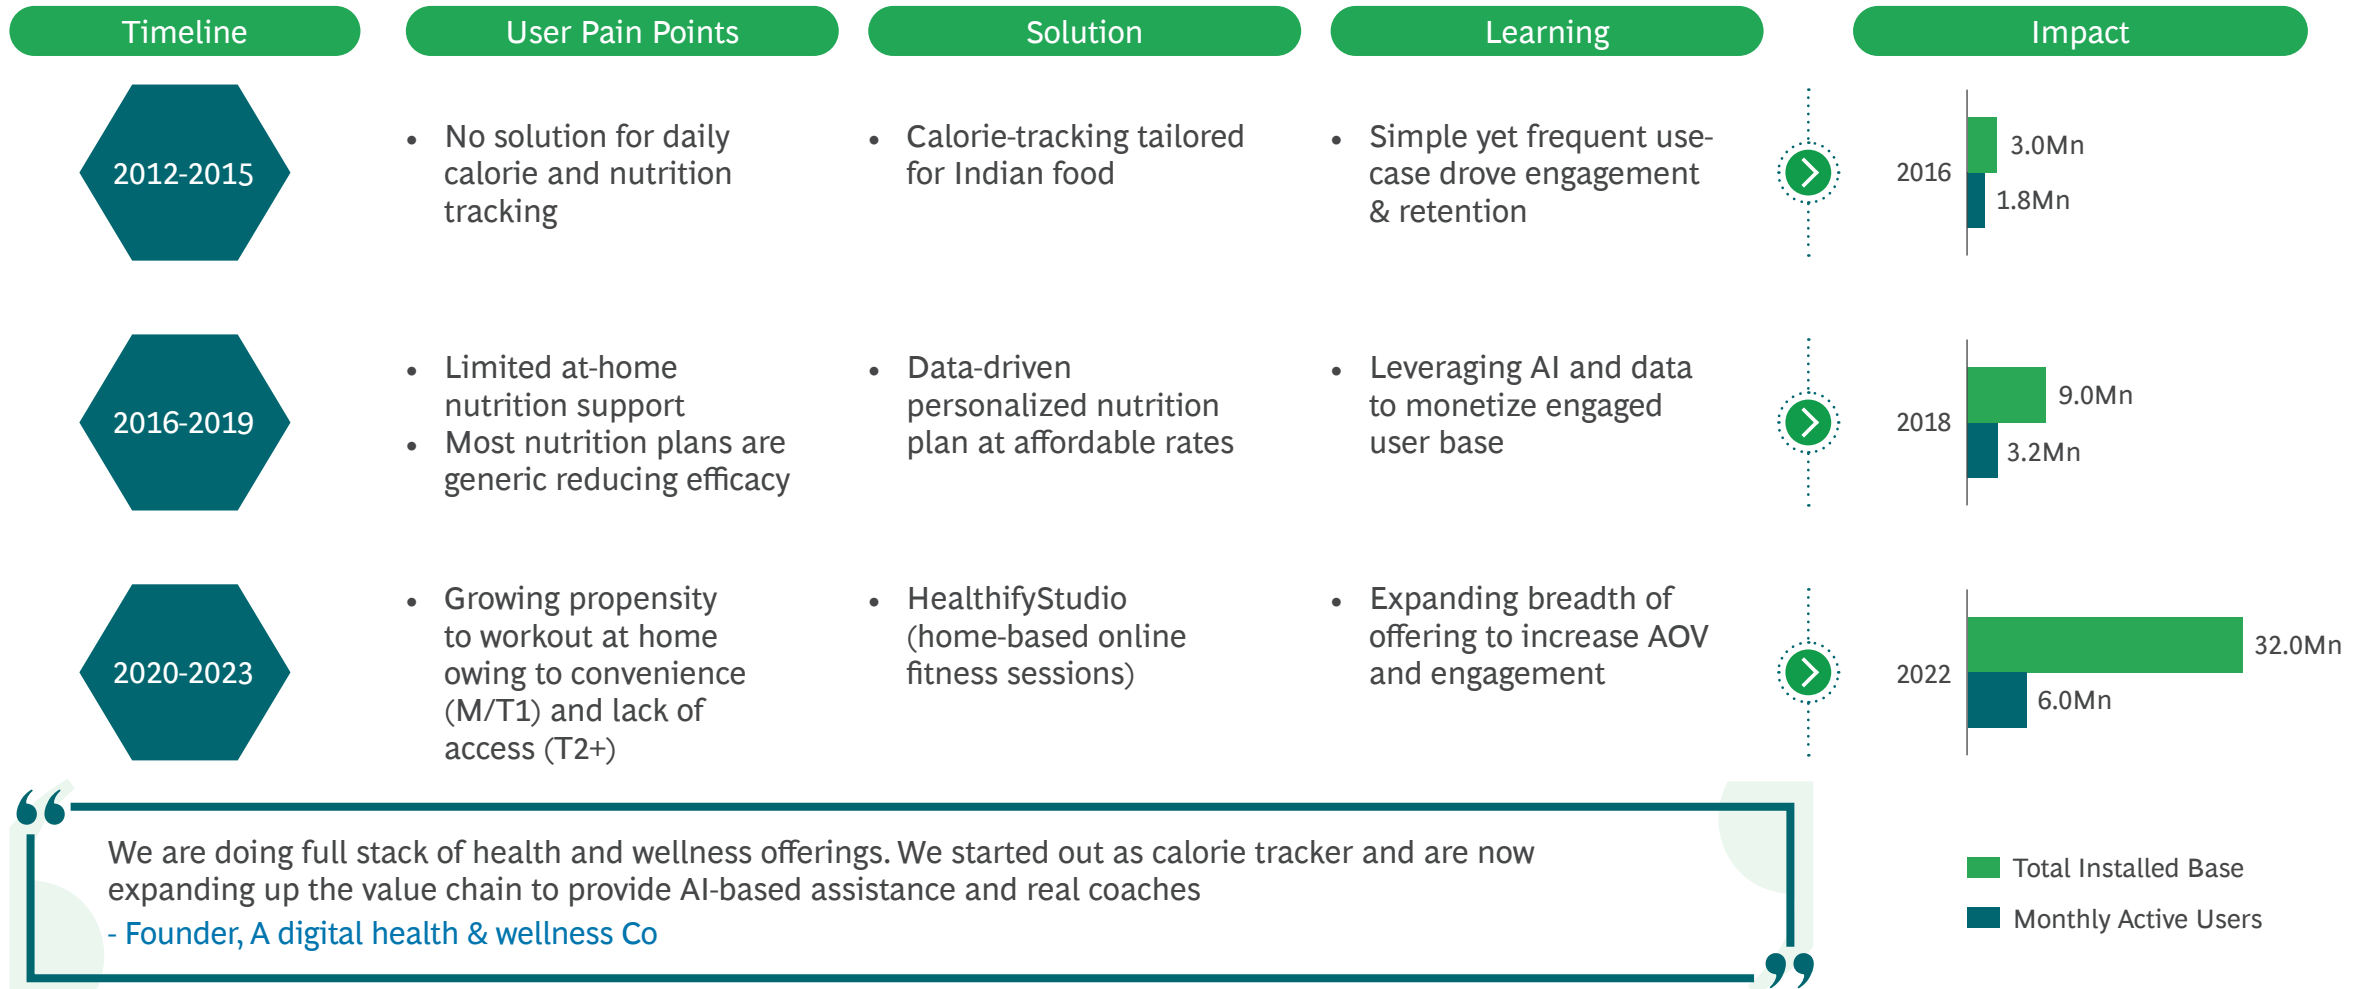 Timeline
User Pain Points
Solution
Learning
Impact
2012-2015
• No solution for daily
calorie and nutrition
tracking
• Calorie-tracking tailored
for Indian food
• Simple yet frequent use-
case drove engagement
& retention
2016
3.0Mn
1.8Mn
2016-2019
• Limited at-home
nutrition support
• Most nutrition plans are
generic reducing efficacy
• Data-driven
personalized nutrition
plan at affordable rates
• Leveraging AI and data
to monetize engaged
user base
2018
9.0Mn
3.2Mn
2020-2023
• Growing propensity
to workout at home
owing to convenience
(M/T1) and lack of
access (T2+)
• HealthifyStudio
(home-based online
fitness sessions)
• Expanding breadth of
offering to increase AOV
and engagement
2022
32.0Mn
6.0Mn
“
We are doing full stack of health and wellness offerings. We started out as calorie tracker and are now
expanding up the value chain to provide AI-based assistance and real coaches
- Founder, A digital health & wellness Co
”
Total Installed Base
Monthly Active Users